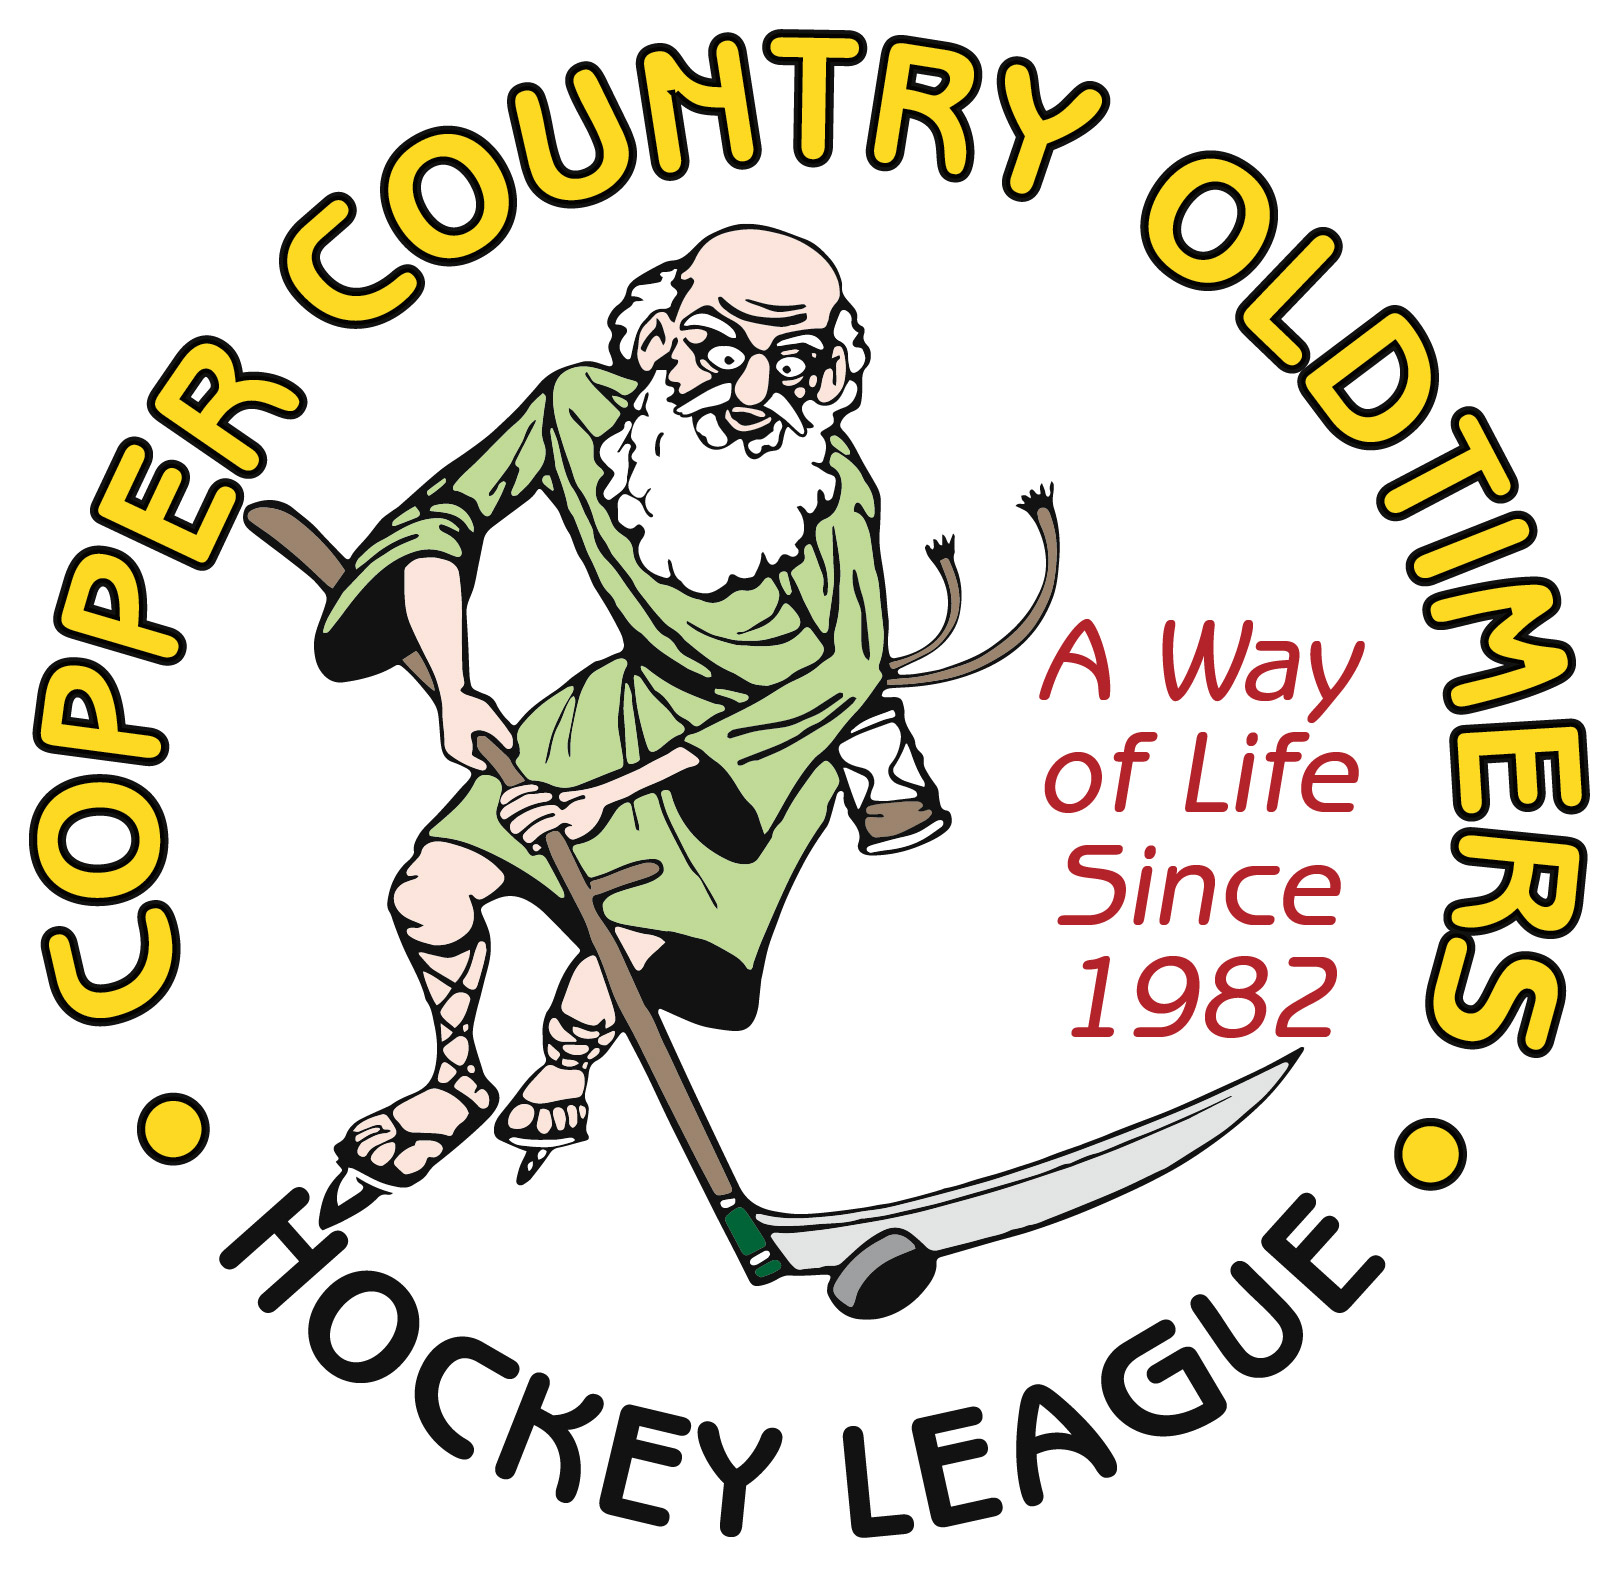 COPPER COUNTRY OLDTIMERS
A Way
of Life
Since
1982
HOCKEY LEAGUE